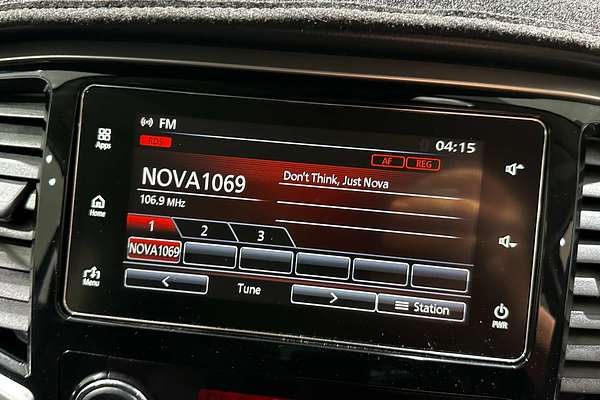 FM
04:15
RDS
AF REG
Apps
NOVA1069
Don't Think, Just Nova
106.9 MHz
Home
1 2 3
NOVA1069
Menu
< Tune > Station
PWR